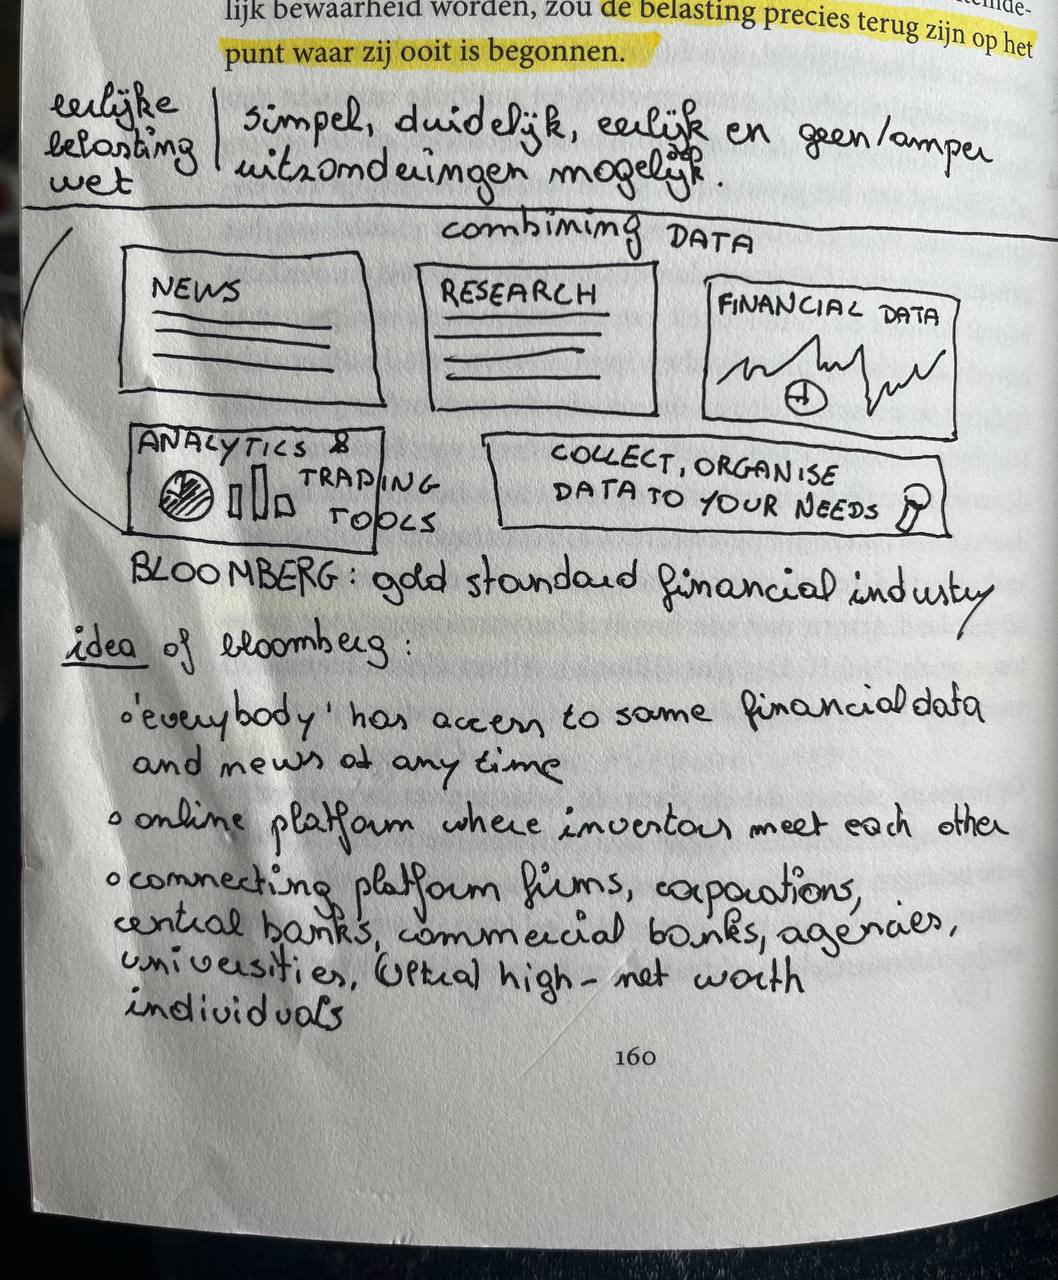 lijk bewaarheid worden, zou de belasting precies terug zijn op het
punt waar zij ooit is begonnen.
eerlijke
belasting
wet
simpel, duidelijk, eerlijk en geen/amper
uitzonderingen mogelijk.
combining DATA
NEWS
RESEARCH
FINANCIAL DATA
ANALYTICS &
TRADING
TOOLS
COLLECT, ORGANISE
DATA TO YOUR NEEDS
BLOOMBERG: gold standard financial industry
idea of bloomberg:
'everybody' has access to same financial data
and news at any time
online platform where investors meet each other
connecting platform firms, corporations,
central banks, commercial banks, agencies,
universities, (ultra) high-net worth
individuals
160